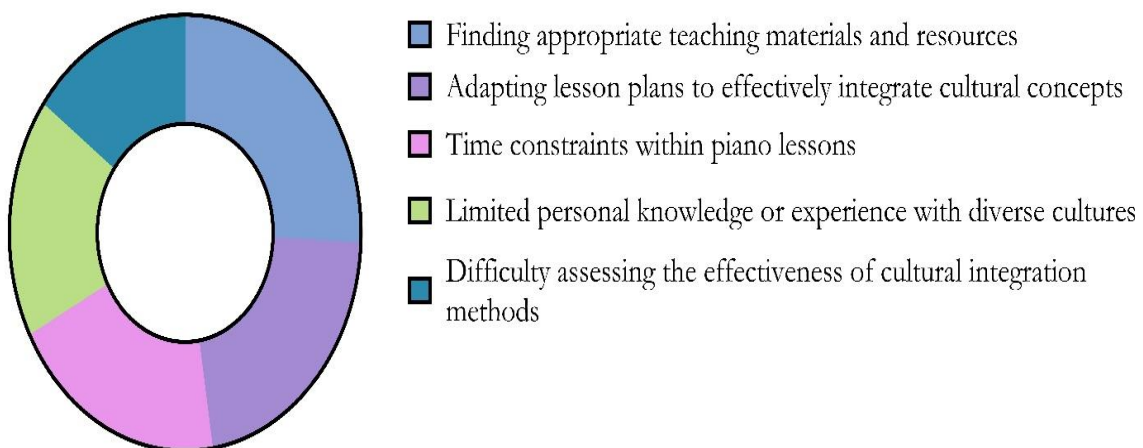 Finding appropriate teaching materials and resources
Adapting lesson plans to effectively integrate cultural concepts
Time constraints within piano lessons
Limited personal knowledge or experience with diverse cultures
Difficulty assessing the effectiveness of cultural integration
methods